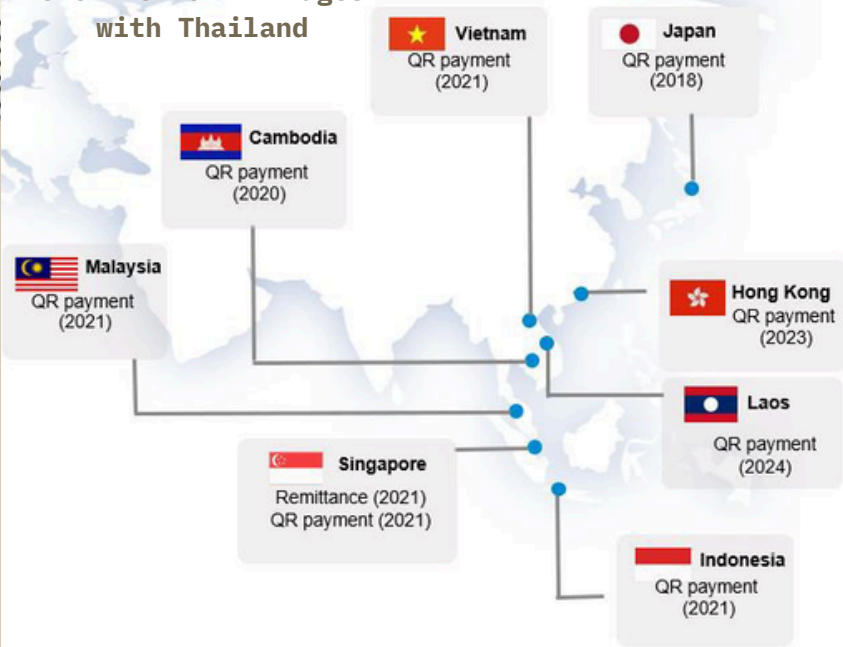 with Thailand
Vietnam
QR payment
(2021)
Japan
QR payment
(2018)
Cambodia
QR payment
(2020)
Malaysia
QR payment
(2021)
Hong Kong
QR payment
(2023)
Laos
QR payment
(2024)
Singapore
Remittance (2021)
QR payment (2021)
Indonesia
QR payment
(2021)